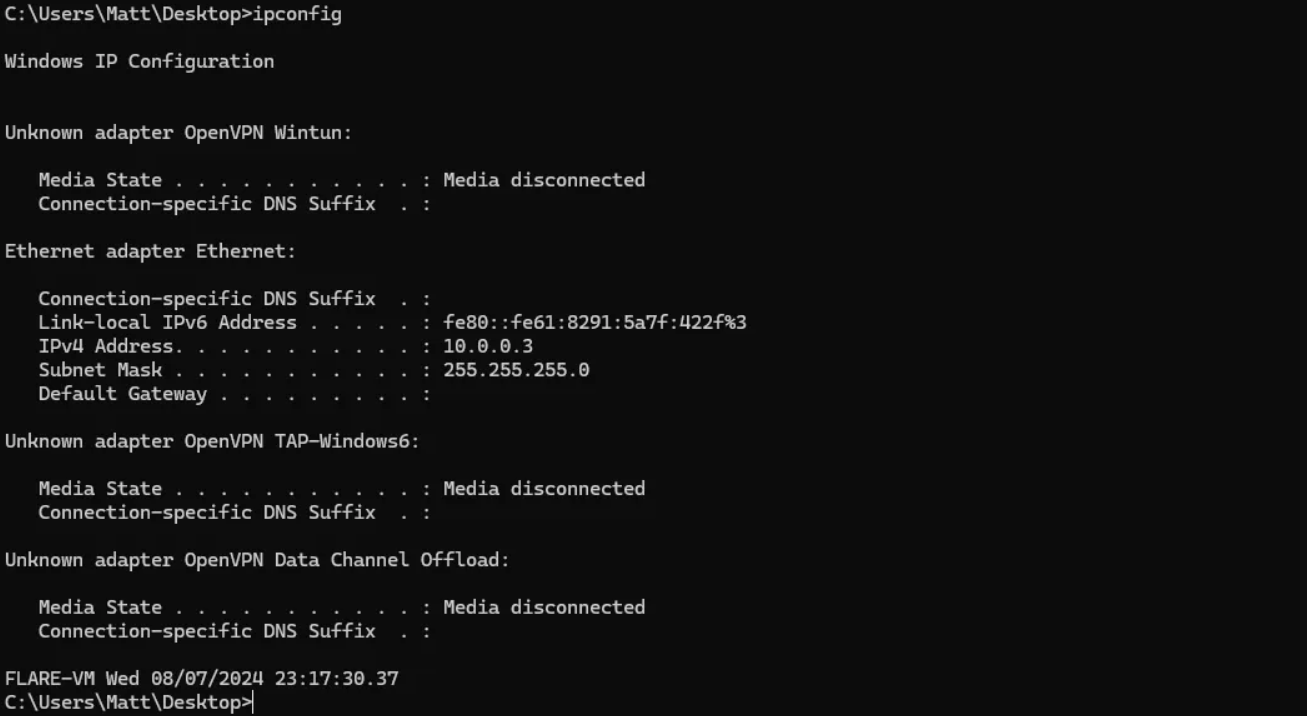 C:\Users\Matt\Desktop>ipconfig
Windows IP Configuration
Unknown adapter OpenVPN Wintun:
   Media State . . . . . . . . . . . : Media disconnected
   Connection-specific DNS Suffix  . :
Ethernet adapter Ethernet:
   Connection-specific DNS Suffix  . :
   Link-local IPv6 Address . . . . . : fe80::fe61:8291:5a7f:422f%3
   IPv4 Address. . . . . . . . . . . : 10.0.0.3
   Subnet Mask . . . . . . . . . . . : 255.255.255.0
   Default Gateway . . . . . . . . . :
Unknown adapter OpenVPN TAP-Windows6:
   Media State . . . . . . . . . . . : Media disconnected
   Connection-specific DNS Suffix  . :
Unknown adapter OpenVPN Data Channel Offload:
   Media State . . . . . . . . . . . : Media disconnected
   Connection-specific DNS Suffix  . :
FLARE-VM Wed 08/07/2024 23:17:30.37
C:\Users\Matt\Desktop>